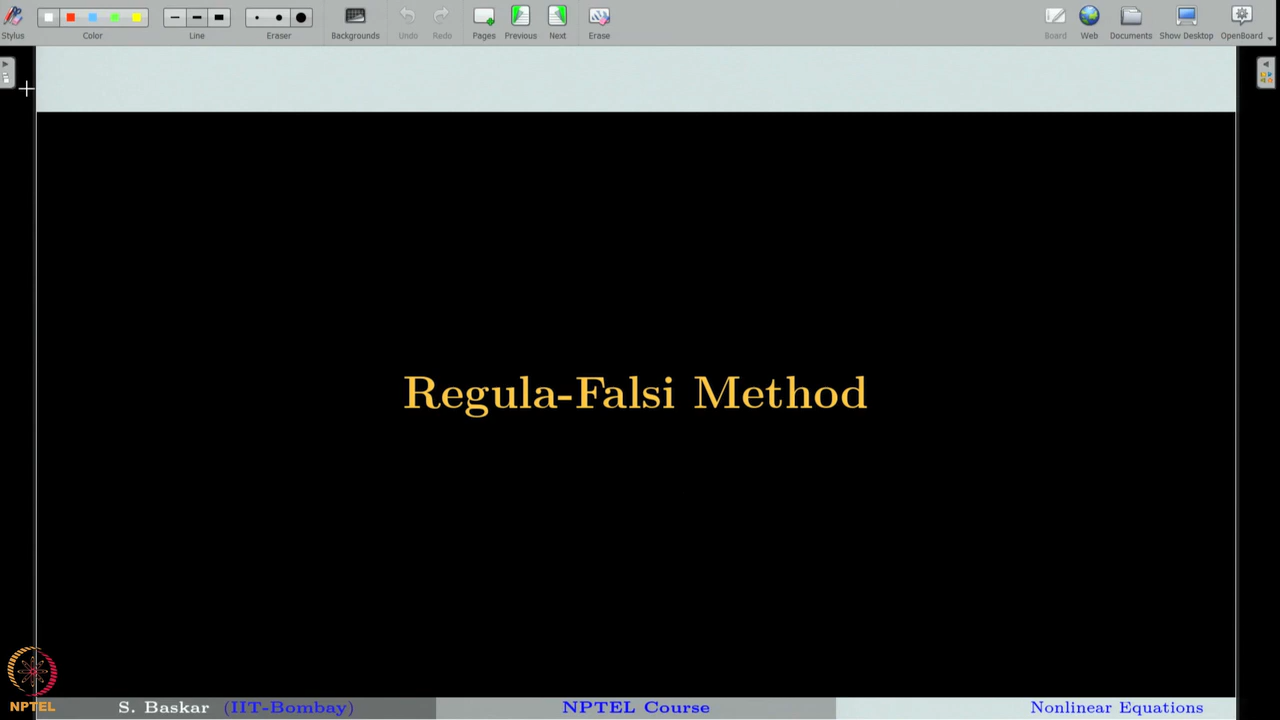 Stylus Color Line Eraser Backgrounds Undo Redo Pages Previous Next Erase Board Web Documents Show Desktop OpenBoard
Regula-Falsi Method
NPTEL
S. Baskar (IIT-Bombay) NPTEL Course Nonlinear Equations